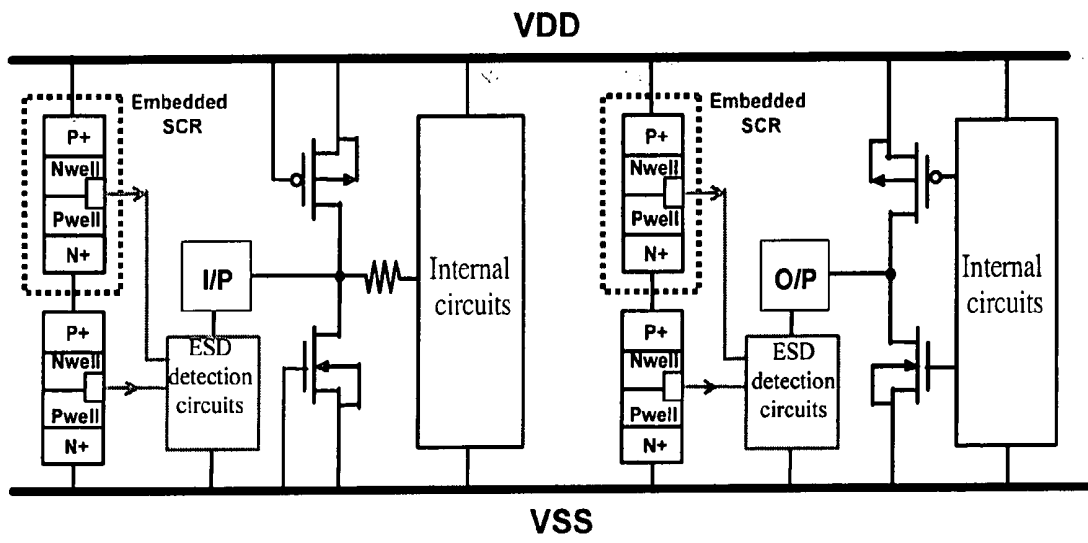 VDD
Embedded
SCR
P+
Nwell
Pwell
N+
I/P
P+
Nwell
Pwell
N+
ESD
detection
circuits
Internal
circuits
Embedded
SCR
P+
Nwell
Pwell
N+
O/P
P+
Nwell
Pwell
N+
ESD
detection
circuits
Internal
circuits
VSS